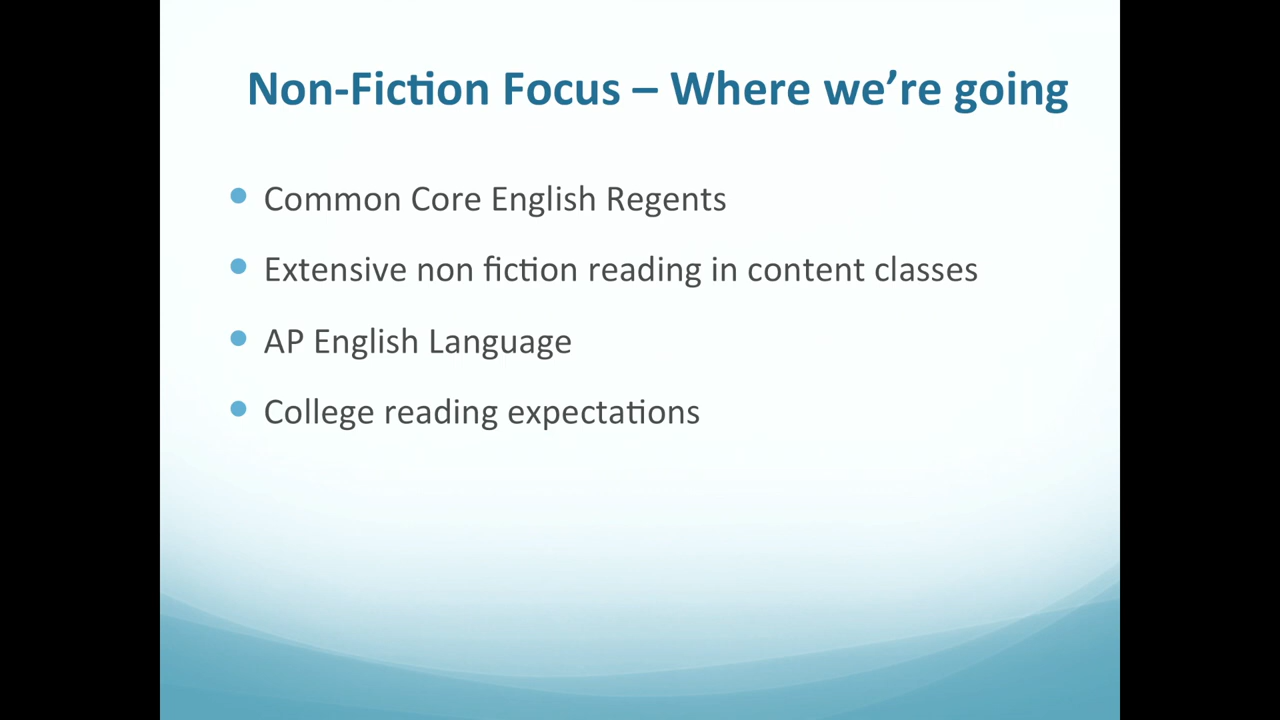 Non-Fiction Focus – Where we’re going
Common Core English Regents
Extensive non fiction reading in content classes
AP English Language
College reading expectations